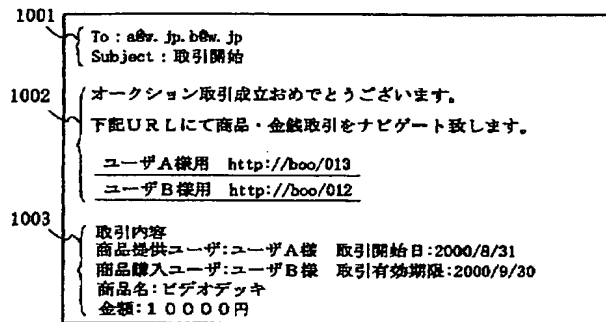 1001
To:a@w.jp.b@w.jp
Subject:取引開始
1002
オークション取引成立おめでとうございます。
下記URLにて商品・金銭取引をナビゲート致します。
ユーザA様用 http://boo/013
ユーザB様用 http://boo/012
1003
取引内容
商品提供ユーザ:ユーザA様 取引開始日:2000/8/31
商品購入ユーザ:ユーザB様 取引有効期限:2000/9/30
商品名:ビデオデッキ
金額:10000円